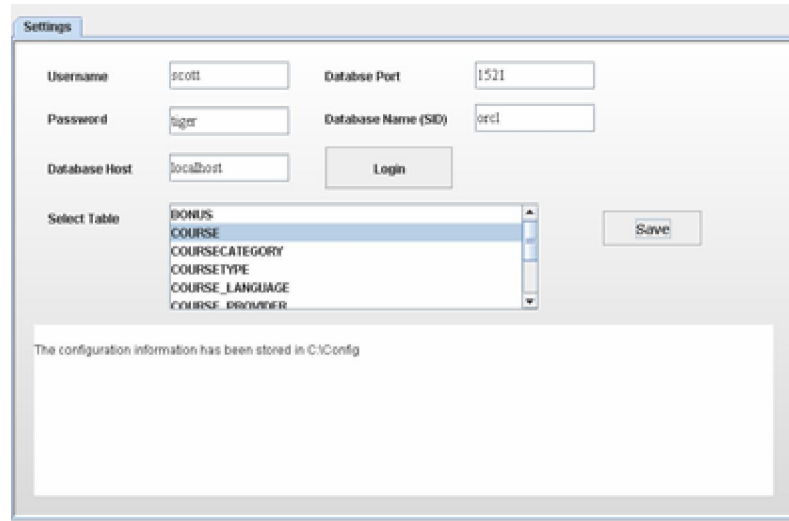 Settings
Username scott Databse Port 1521
Password tiger Database Name (SID) orcl
Database Host localhost Login
Select Table
BONUS
COURSE
COURSECATEGORY
COURSETYPE
COURSE_LANGUAGE
COURSE_PROVIDER
Save
The configuration information has been stored in C:\Config